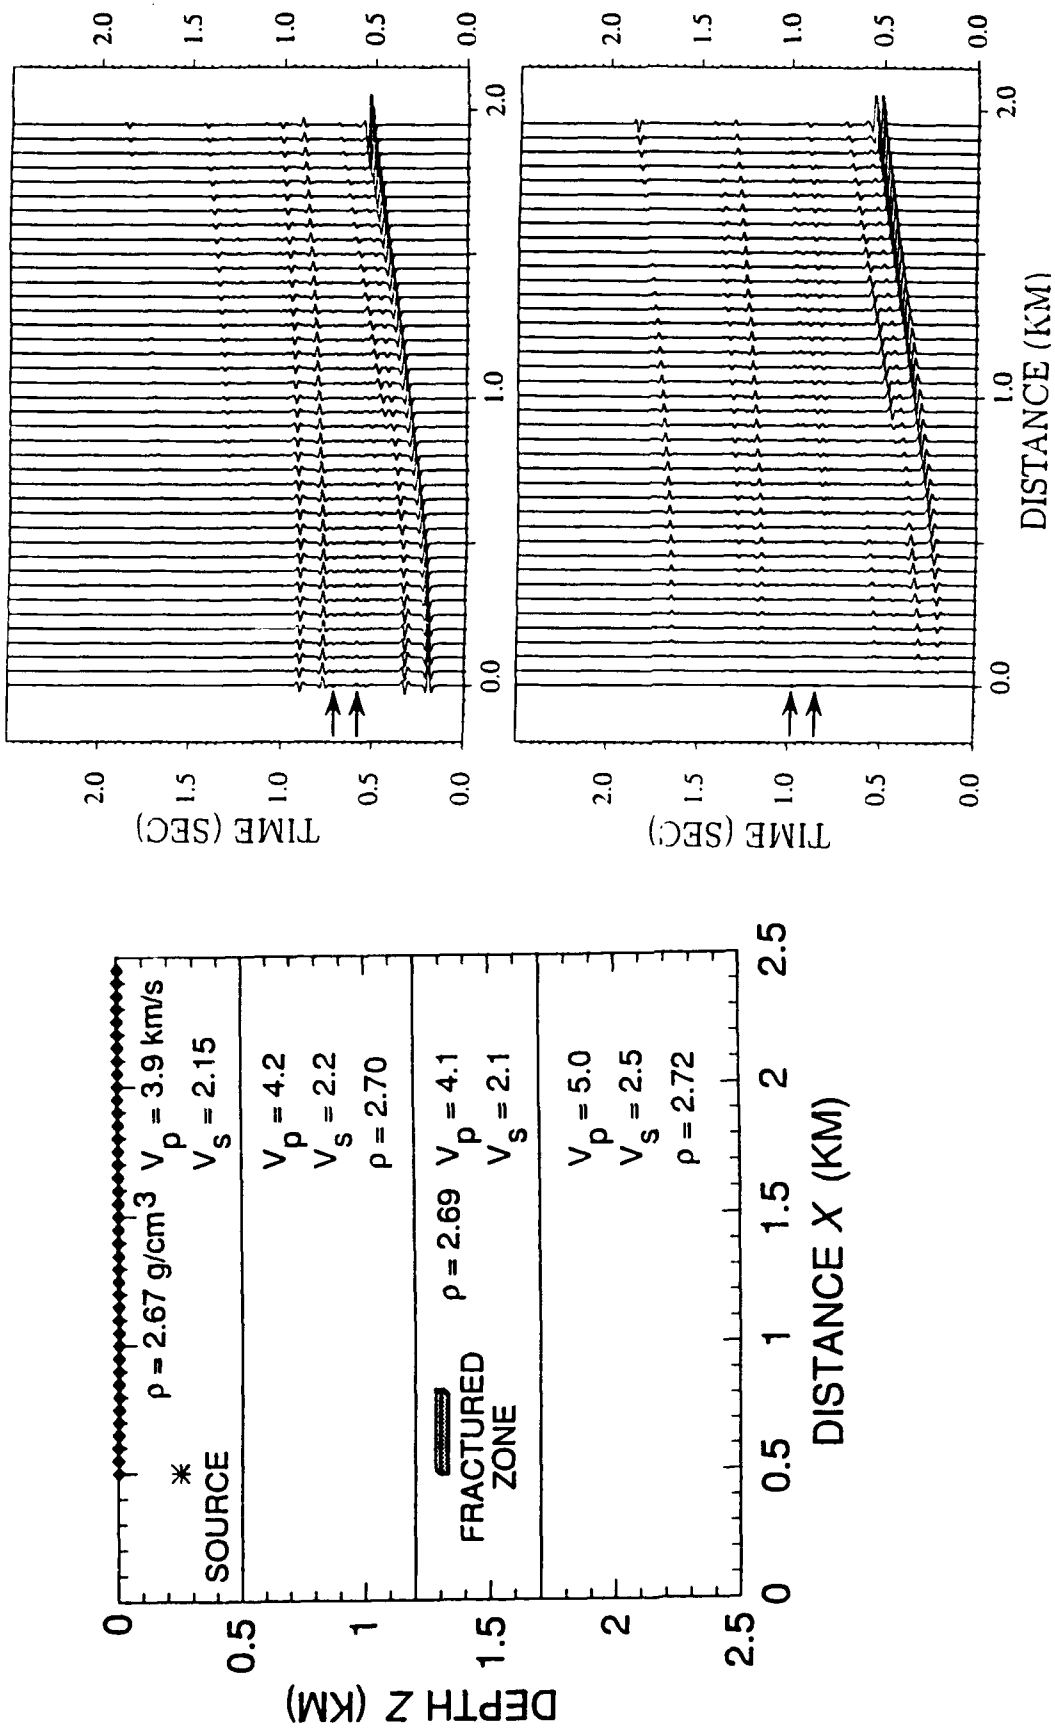 0
0.5
1
1.5
2
2.5
DEPTH Z (KM)
ρ = 2.67 g/cm3 Vp = 3.9 km/s
Vs = 2.15
SOURCE
Vp = 4.2
Vs = 2.2
ρ = 2.70
FRACTURED
ZONE
ρ = 2.69 Vp = 4.1
Vs = 2.1
Vp = 5.0
Vs = 2.5
ρ = 2.72
0
0.5
1
1.5
2
2.5
DISTANCE X (KM)
TIME (SEC)
2.0
1.5
1.0
0.5
0.0
2.0
1.5
1.0
0.5
0.0
0.0
1.0
2.0
TIME (SEC)
2.0
1.5
1.0
0.5
0.0
2.0
1.5
1.0
0.5
0.0
0.0
1.0
2.0
DISTANCE (KM)